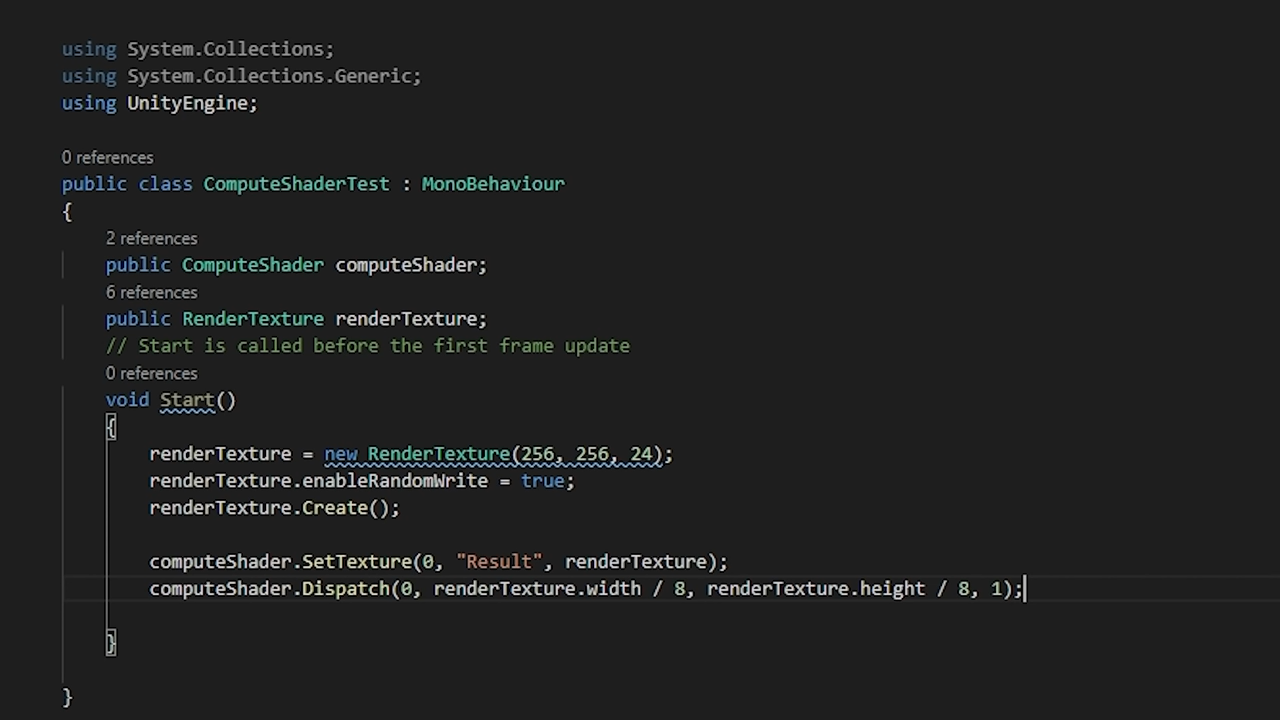 using System.Collections;
using System.Collections.Generic;
using UnityEngine;
0 references
public class ComputeShaderTest : MonoBehaviour
{
2 references
public ComputeShader computeShader;
6 references
public RenderTexture renderTexture;
// Start is called before the first frame update
0 references
void Start()
{
renderTexture = new RenderTexture(256, 256, 24);
renderTexture.enableRandomWrite = true;
renderTexture.Create();
computeShader.SetTexture(0, "Result", renderTexture);
computeShader.Dispatch(0, renderTexture.width / 8, renderTexture.height / 8, 1);
}
}